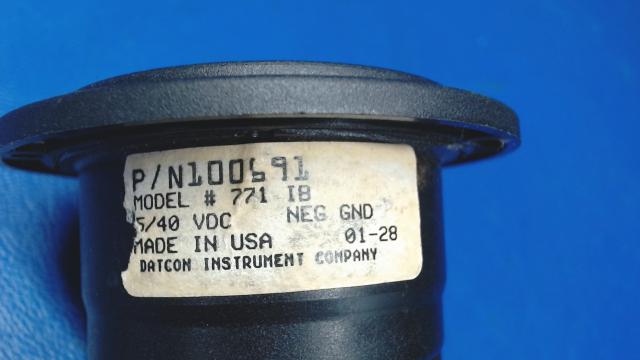 P/N100691
MODEL # 771 IB
5/40 VDC NEG GND
MADE IN USA 01-28
DATCON INSTRUMENT COMPANY